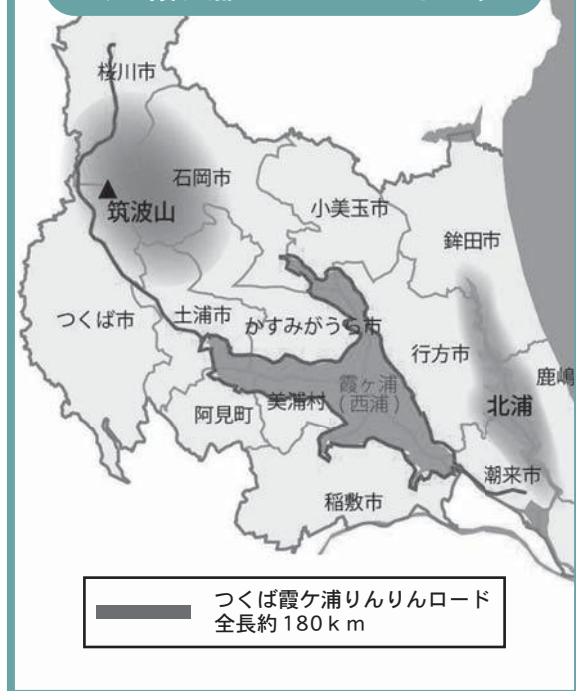 桜川市
石岡市
筑波山
小美玉市
鉾田市
つくば市
土浦市
かすみがうら市
行方市
鹿嶋
霞ヶ浦
(西浦)
美浦村
阿見町
北浦
潮来市
稲敷市
つくば霞ケ浦りんりんロード
全長約180km